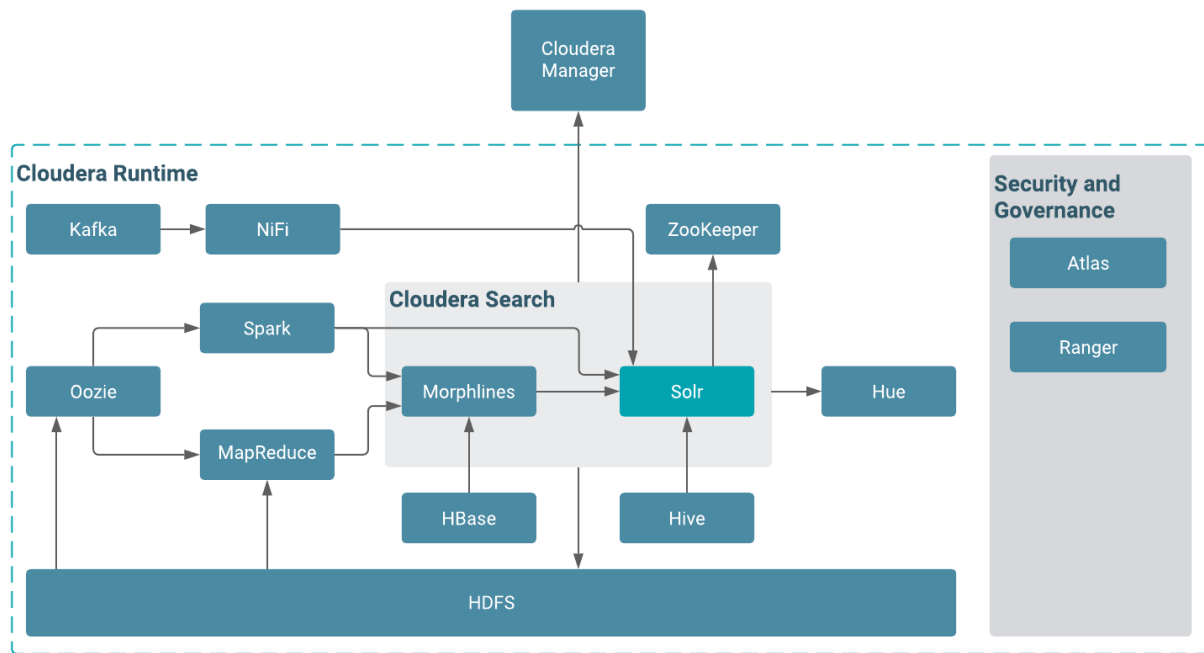 Cloudera
Manager
Cloudera Runtime
Security and
Governance
Kafka
NiFi
ZooKeeper
Atlas
Cloudera Search
Spark
Ranger
Oozie
Morphlines
Solr
Hue
MapReduce
HBase
Hive
HDFS